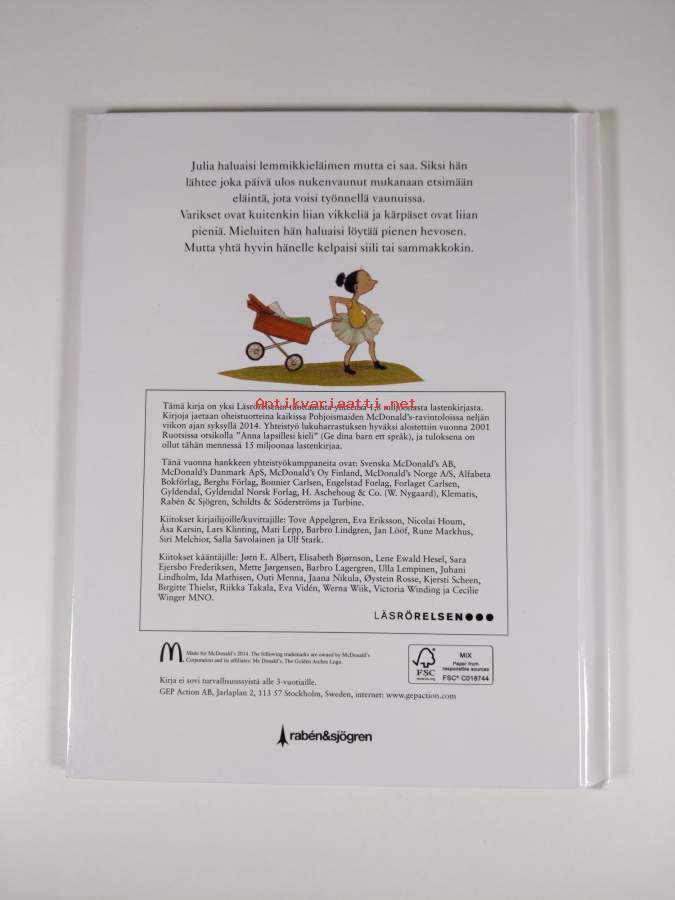 Julia haluaisi lemmikkieläimen mutta ei saa. Siksi hän
lähtee joka päivä ulos nukenvaunut mukanaan etsimään
eläintä, jota voisi työnnellä vaunuissa.
Varikset ovat kuitenkin liian vikkeliä ja kärpäset ovat liian
pieniä. Mieluiten hän haluaisi löytää pienen hevosen.
Mutta yhtä hyvin hänelle kelpaisi siili tai sammakkokin.
Antikvariaatti.net
Tämä kirja on yksi Läsrörelsenin tuottamista yhteensä 1,8 miljoonasta lastenkirjasta.
Kirjoja jaetaan oheistuotteina kaikissa Pohjoismaiden McDonald's-ravintoloissa neljän
viikon ajan syksyllä 2014. Yhteistyö lukuharrastuksen hyväksi aloitettiin vuonna 2001
Ruotsissa otsikolla "Anna lapsillesi kieli" (Ge dina barn ett språk), ja tuloksena on
ollut tähän mennessä 15 miljoonaa lastenkirjaa.
Tänä vuonna hankkeen yhteistyökumppaneita ovat: Svenska McDonald's AB,
McDonald's Danmark ApS, McDonald's Oy Finland, McDonald's Norge A/S, Alfabeta
Bokförlag, Berghs Förlag, Bonnier Carlsen, Engelstad Forlag, Forlaget Carlsen,
Gyldendal, Gyldendal Norsk Forlag, H. Aschehoug & Co. (W. Nygaard), Klematis,
Rabén & Sjögren, Schildts & Söderströms ja Turbine.
Kiitokset kirjailijoille/kuvittajille: Tove Appelgren, Eva Eriksson, Nicolai Houm,
Åsa Karsin, Lars Klinting, Mati Lepp, Barbro Lindgren, Jan Lööf, Rune Markhus,
Siri Melchior, Salla Savolainen ja Ulf Stark.
Kiitokset kääntäjille: Jørn E. Albert, Elisabeth Bjørnson, Lene Ewald Hesel, Sara
Ejersbo Frederiksen, Mette Jørgensen, Barbro Lagergren, Ulla Lempinen, Juhani
Lindholm, Ida Mathisen, Outi Menna, Jaana Nikula, Øystein Rosse, Kjersti Scheen,
Birgitte Thielst, Riikka Takala, Eva Vidén, Werna Wiik, Victoria Winding ja Cecilie
Winger MNO.
LÄSRÖRELSEN●●●
Made for McDonald's 2014. The following trademarks are owned by McDonald's
Corporation and its affiliates: Mc Donald's, The Golden Arches Logo.
FSC
www.fsc.org
MIX
Paper from
responsible sources
FSC® C018744
Kirja ei sovi turvallisuussyistä alle 3-vuotiaille.
GEP Action AB, Jarlaplan 2, 113 57 Stockholm, Sweden, internet: www.gepaction.com
rabén&sjögren